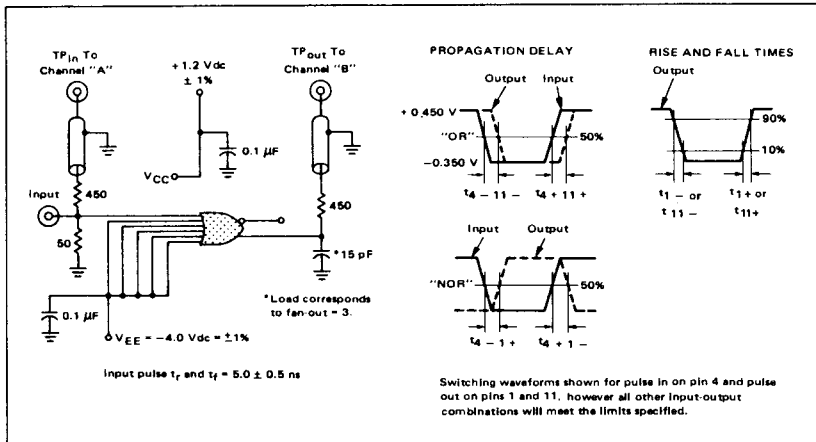 TPin To
Channel "A"
+ 1.2 Vdc
± 1%
TPout To
Channel "B"
0.1 µF
VCC
Input
450
50
450
*15 pF
0.1 µF
*Load corresponds
to fan-out = 3.
VEE = -4.0 Vdc = ±1%
Input pulse tr and tf = 5.0 ± 0.5 ns
PROPAGATION DELAY
Output
Input
+ 0.450 V
"OR"
50%
-0.350 V
t4 - 11 -
t4 + 11 +
Input
Output
"NOR"
50%
t4 - 1 +
t4 + 1 -
RISE AND FALL TIMES
Output
90%
10%
t1 - or
t11 -
t1+ or
t11+
Switching waveforms shown for pulse in on pin 4 and pulse
out on pins 1 and 11, however all other input-output
combinations will meet the limits specified.